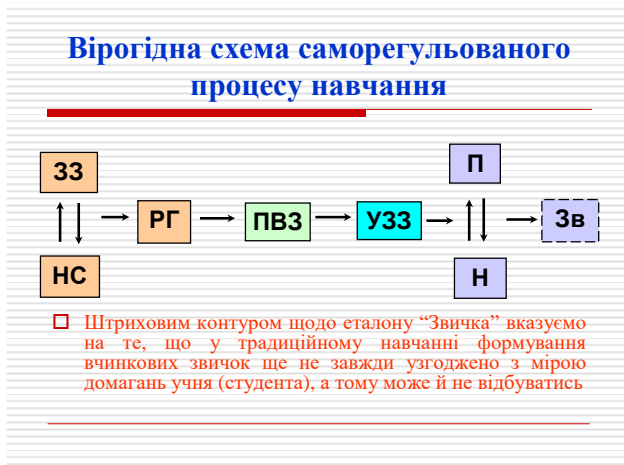 Вірогідна схема саморегульованого
процесу навчання
ЗЗ
П
РГ
ПВЗ
УЗЗ
Зв
НС
Н
Штриховим контуром щодо еталону “Звичка” вказуємо
на те, що у традиційному навчанні формування
вчинкових звичок ще не завжди узгоджено з мірою
домагань учня (студента), а тому може й не відбуватись